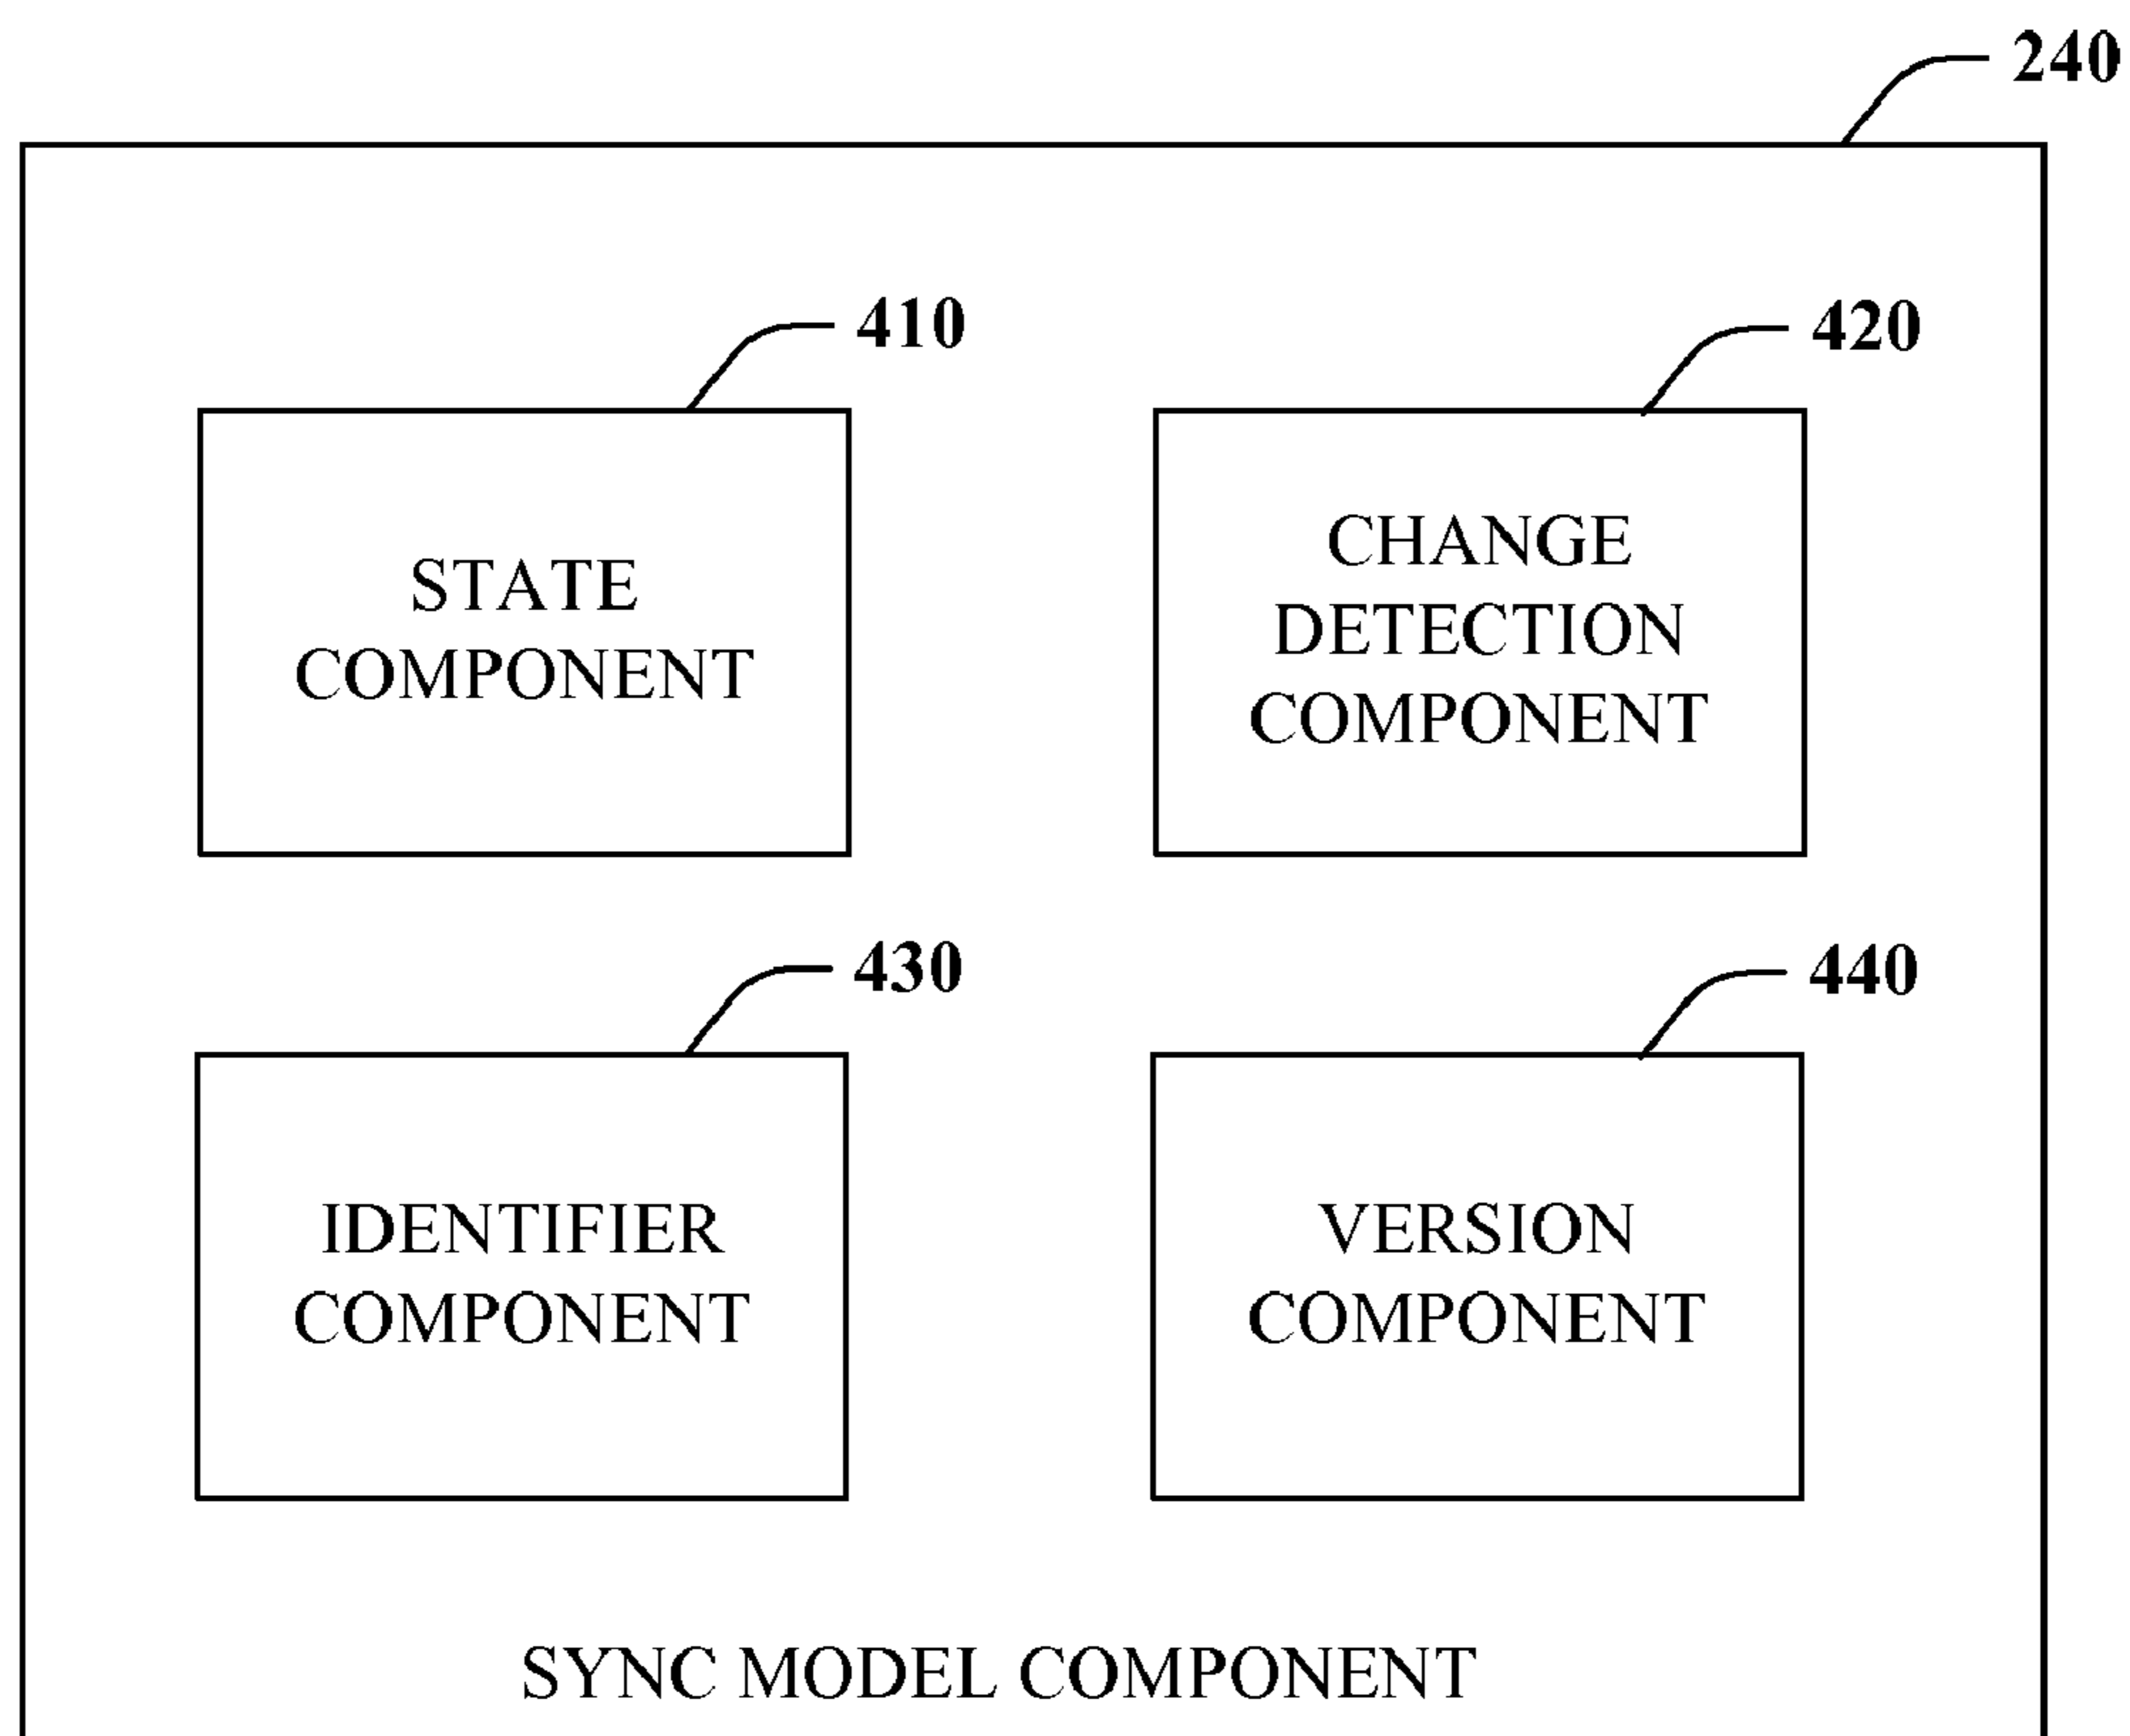 240
410
420
STATE
COMPONENT
CHANGE
DETECTION
COMPONENT
430
440
IDENTIFIER
COMPONENT
VERSION
COMPONENT
SYNC MODEL COMPONENT